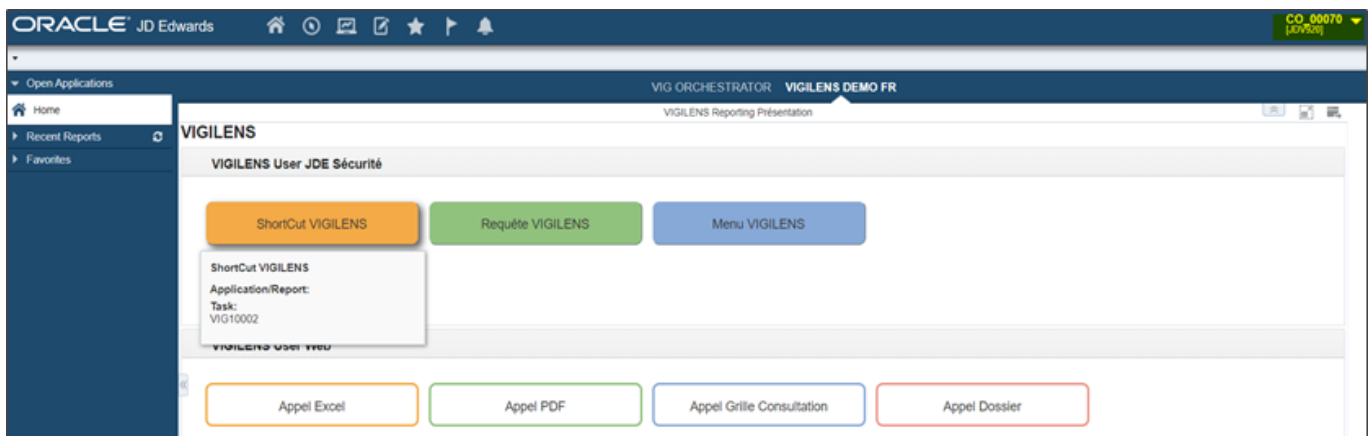 ORACLE JD Edwards
CO_00070
[JDV920]
Open Applications
VIG ORCHESTRATOR VIGILENS DEMO FR
Home
VIGILENS Reporting Présentation
Recent Reports
VIGILENS
Favorites
VIGILENS User JDE Sécurité
ShortCut VIGILENS
Requête VIGILENS
Menu VIGILENS
ShortCut VIGILENS
Application/Report:
Task:
VIG10002
VIGILENS User Web
Appel Excel
Appel PDF
Appel Grille Consultation
Appel Dossier